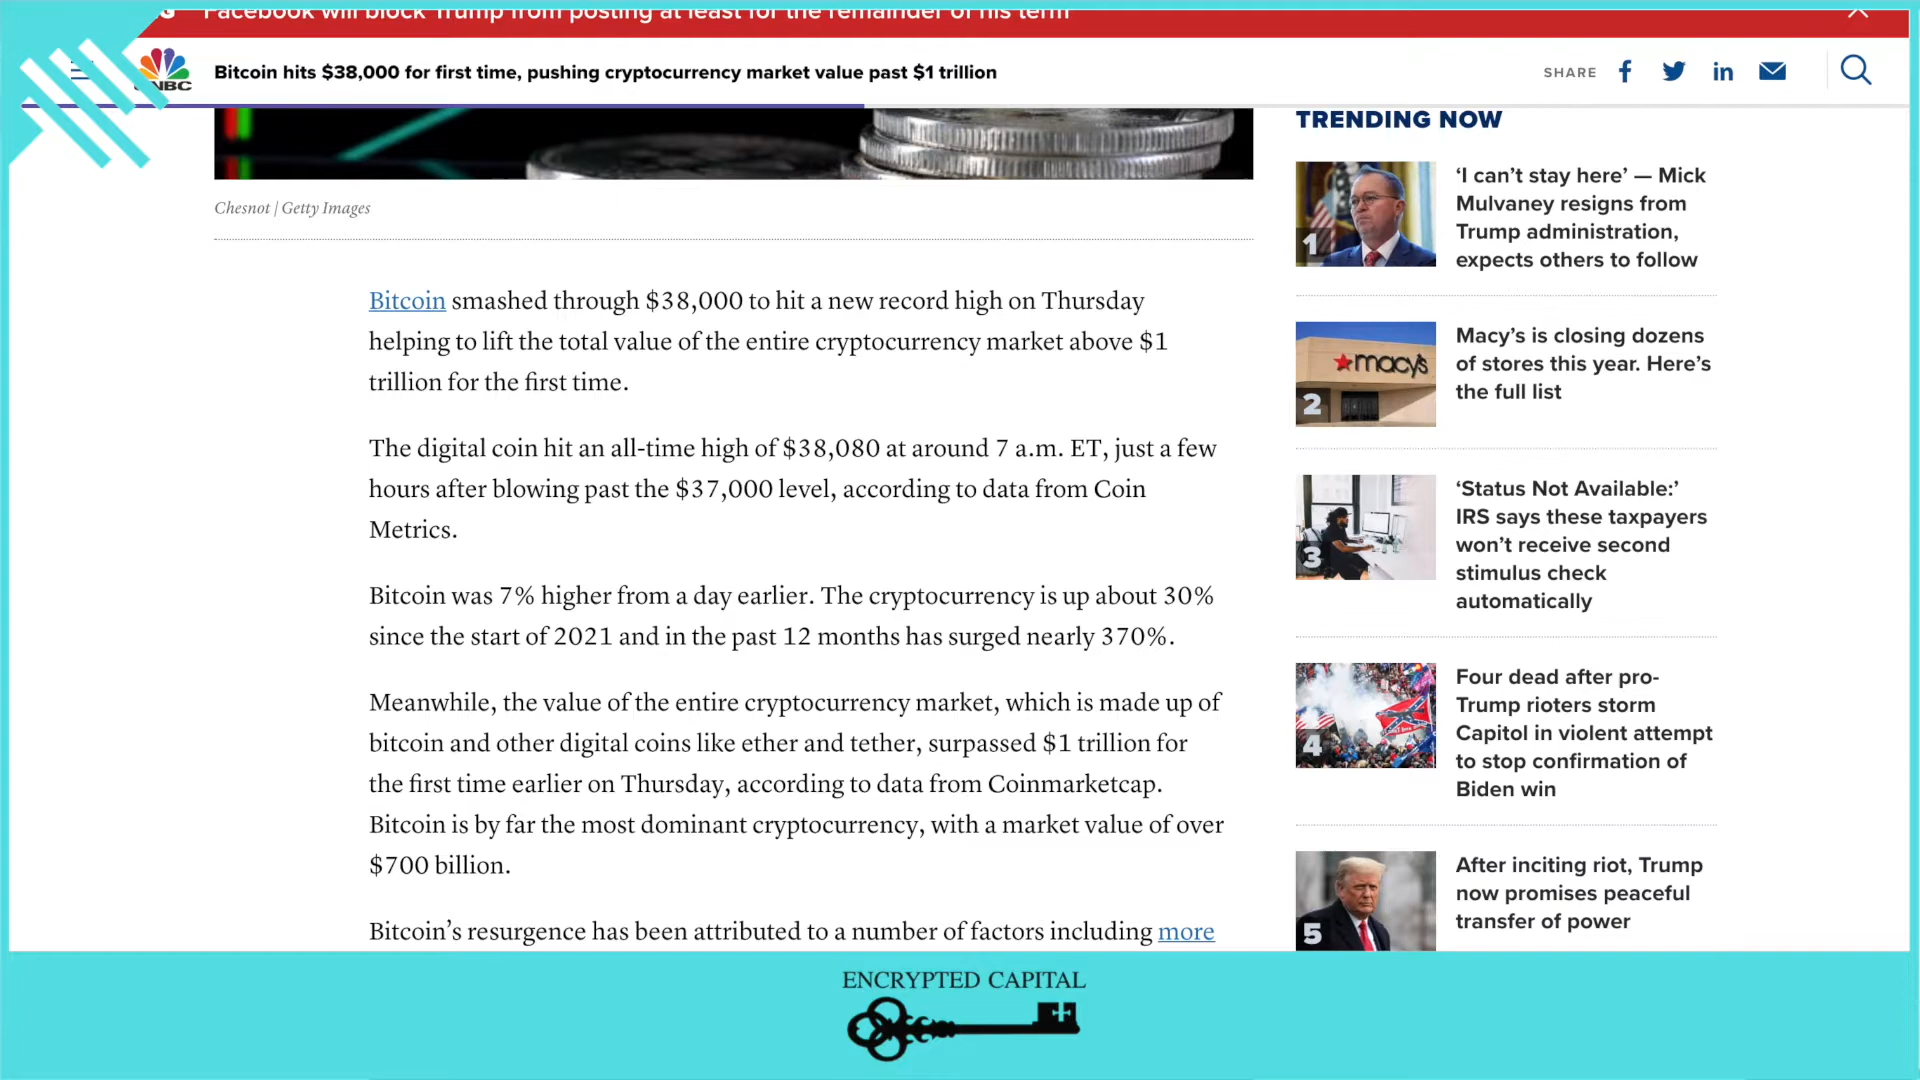 Facebook will block Trump from posting at least for the remainder of his term
NBC
Bitcoin hits $38,000 for first time, pushing cryptocurrency market value past $1 trillion
SHARE
Chesnot | Getty Images
Bitcoin smashed through $38,000 to hit a new record high on Thursday
helping to lift the total value of the entire cryptocurrency market above $1
trillion for the first time.
The digital coin hit an all-time high of $38,080 at around 7 a.m. ET, just a few
hours after blowing past the $37,000 level, according to data from Coin
Metrics.
Bitcoin was 7% higher from a day earlier. The cryptocurrency is up about 30%
since the start of 2021 and in the past 12 months has surged nearly 370%.
Meanwhile, the value of the entire cryptocurrency market, which is made up of
bitcoin and other digital coins like ether and tether, surpassed $1 trillion for
the first time earlier on Thursday, according to data from Coinmarketcap.
Bitcoin is by far the most dominant cryptocurrency, with a market value of over
$700 billion.
Bitcoin’s resurgence has been attributed to a number of factors including more
TRENDING NOW
1
‘I can’t stay here’ — Mick
Mulvaney resigns from
Trump administration,
expects others to follow
macy's
2
Macy’s is closing dozens
of stores this year. Here’s
the full list
3
‘Status Not Available:’
IRS says these taxpayers
won’t receive second
stimulus check
automatically
4
Four dead after pro-
Trump rioters storm
Capitol in violent attempt
to stop confirmation of
Biden win
5
After inciting riot, Trump
now promises peaceful
transfer of power
ENCRYPTED CAPITAL